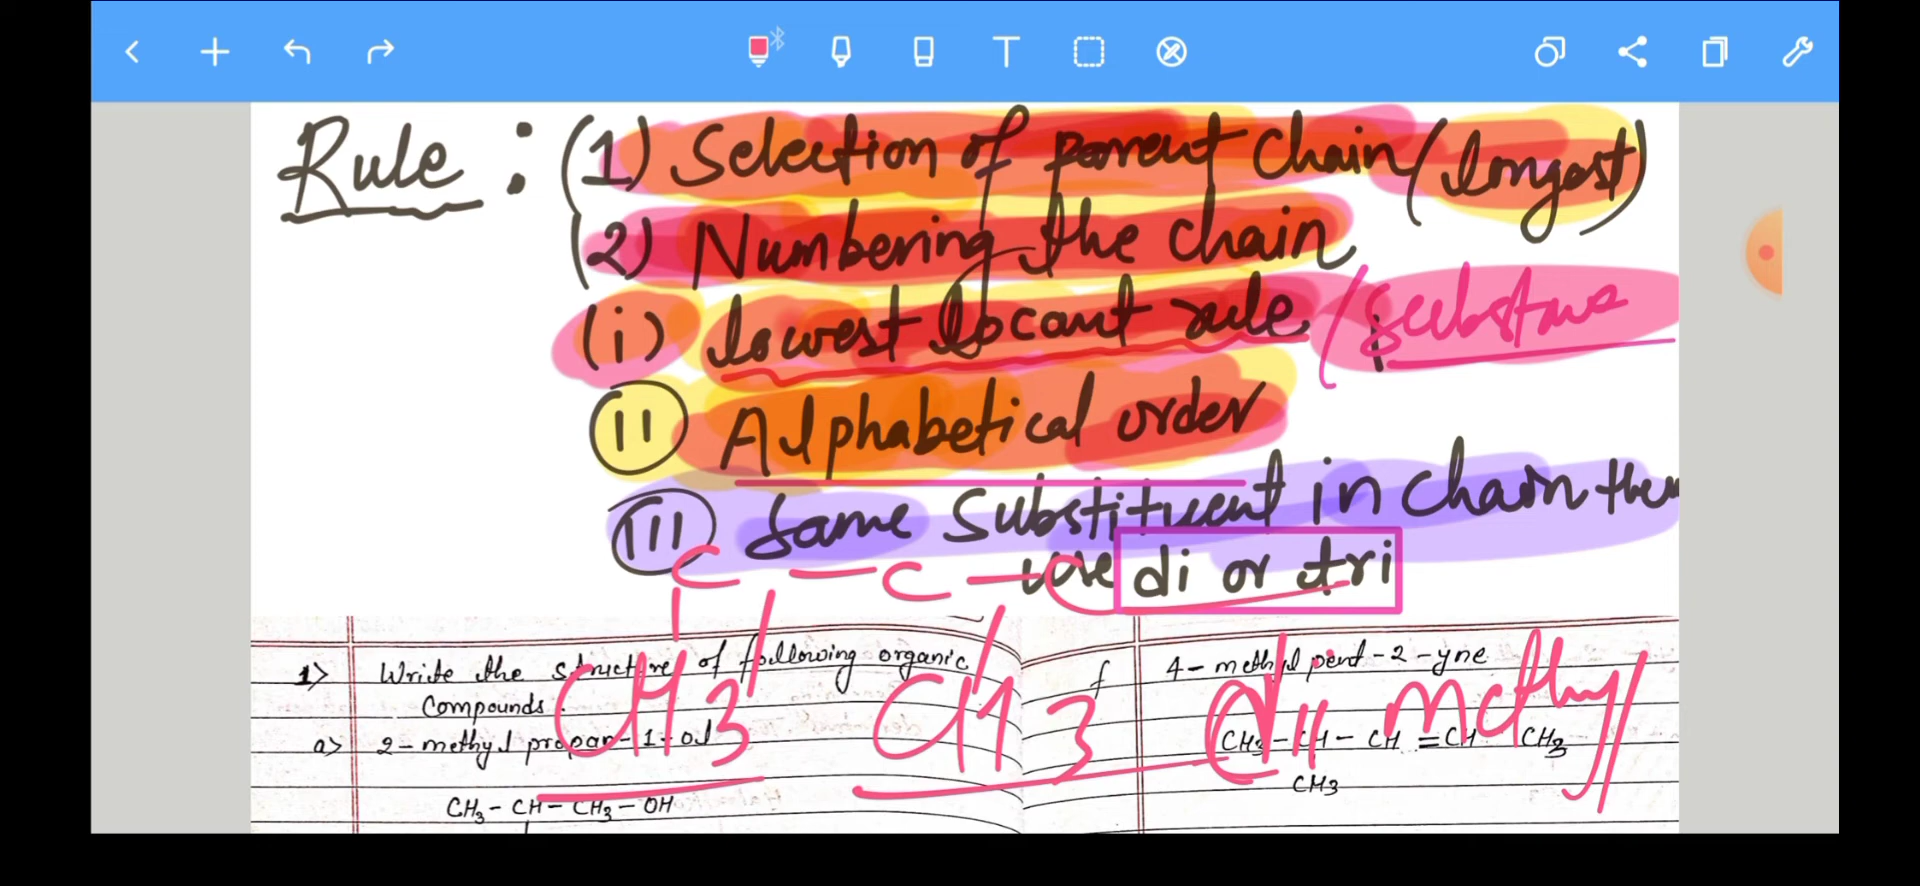 Rule : (1) Selection of parent chain (longest)
(2) Numbering the chain
(i) lowest locant rule (substu
(II) Alphabetical order
(III) Same substituent in chain then
use di or tri
C — C — C
CH3 CH3 di methyl
1> Write the structure of following organic
Compounds.
a> 2-methyl propan-1-ol
CH3 - CH - CH3 - OH
f 4-methyl pent-2-yne
CH3 - CH - CH = CH CH3
CH3